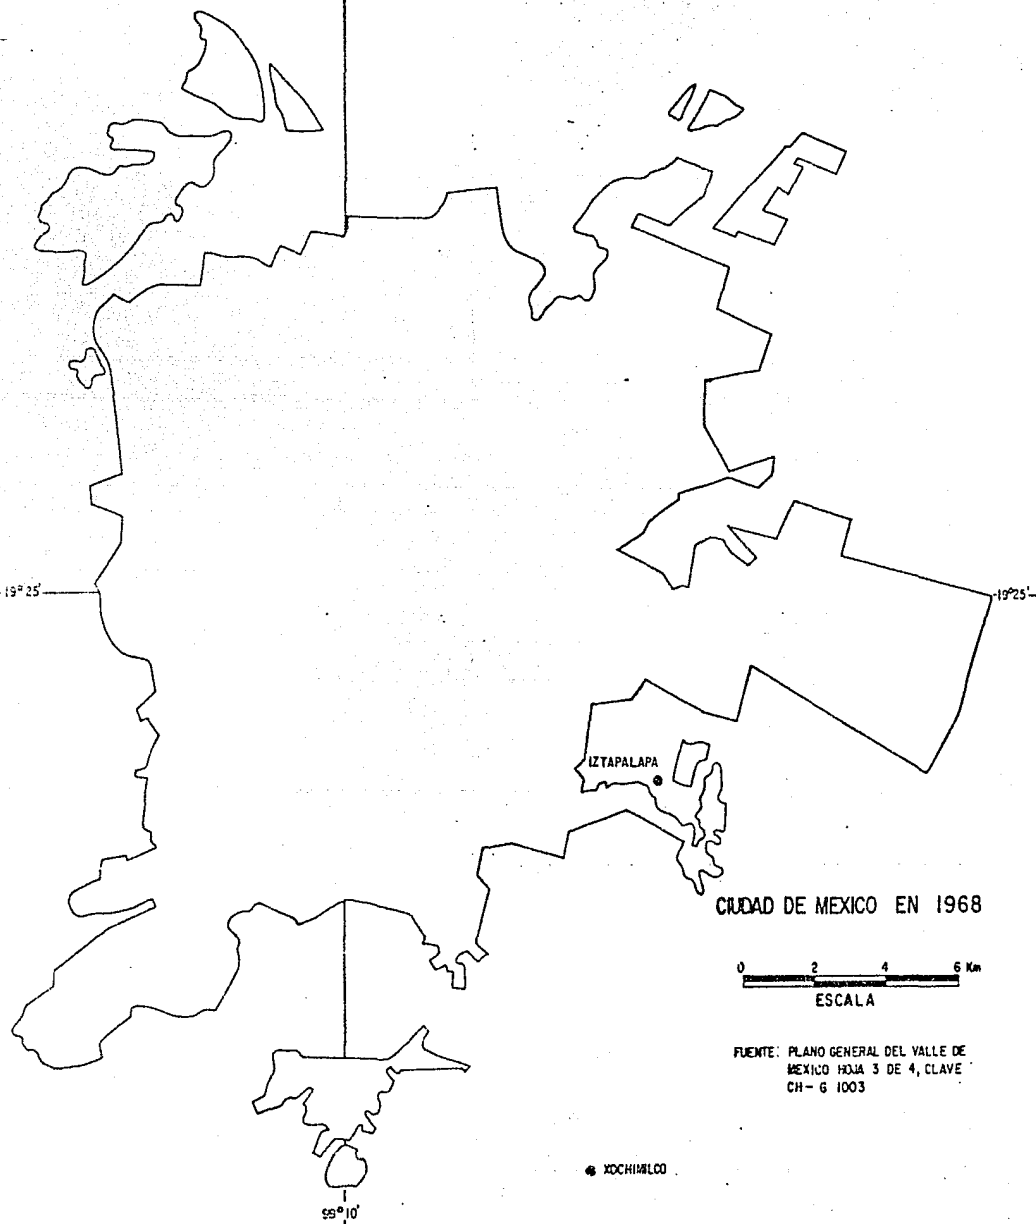 19° 25'
19°25'
IZTAPALAPA
CIUDAD DE MEXICO EN 1968
0 2 4 6 Km
ESCALA
FUENTE: PLANO GENERAL DEL VALLE DE
MEXICO HOJA 3 DE 4, CLAVE
CH - G 1003
XOCHIMILCO
99° 10'